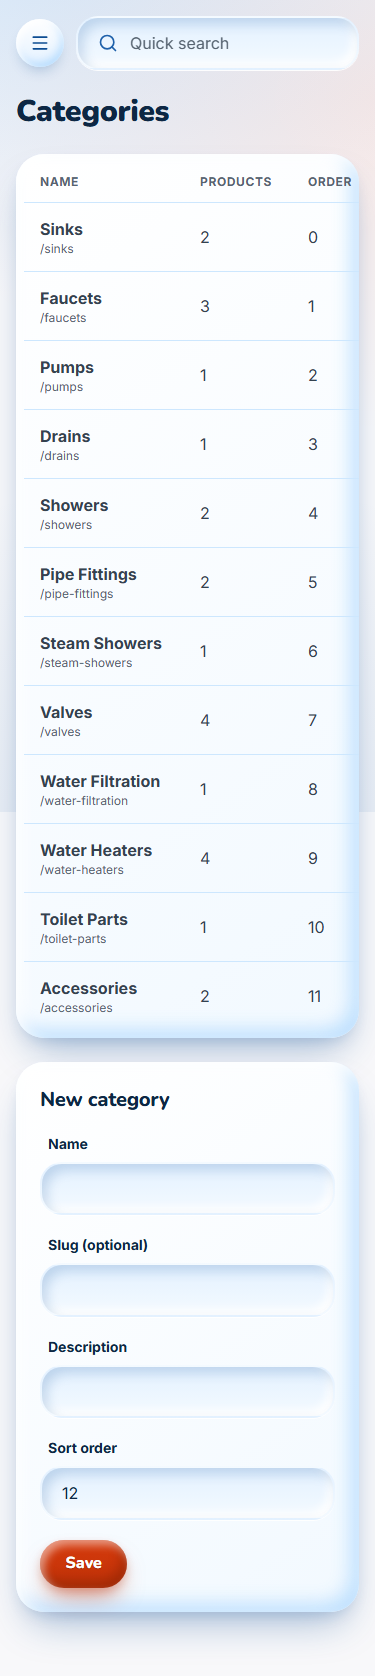 Quick search
Categories
NAME PRODUCTS ORDER
Sinks
/sinks
2 0
Faucets
/faucets
3 1
Pumps
/pumps
1 2
Drains
/drains
1 3
Showers
/showers
2 4
Pipe Fittings
/pipe-fittings
2 5
Steam Showers
/steam-showers
1 6
Valves
/valves
4 7
Water Filtration
/water-filtration
1 8
Water Heaters
/water-heaters
4 9
Toilet Parts
/toilet-parts
1 10
Accessories
/accessories
2 11
New category
Name
Slug (optional)
Description
Sort order
12
Save